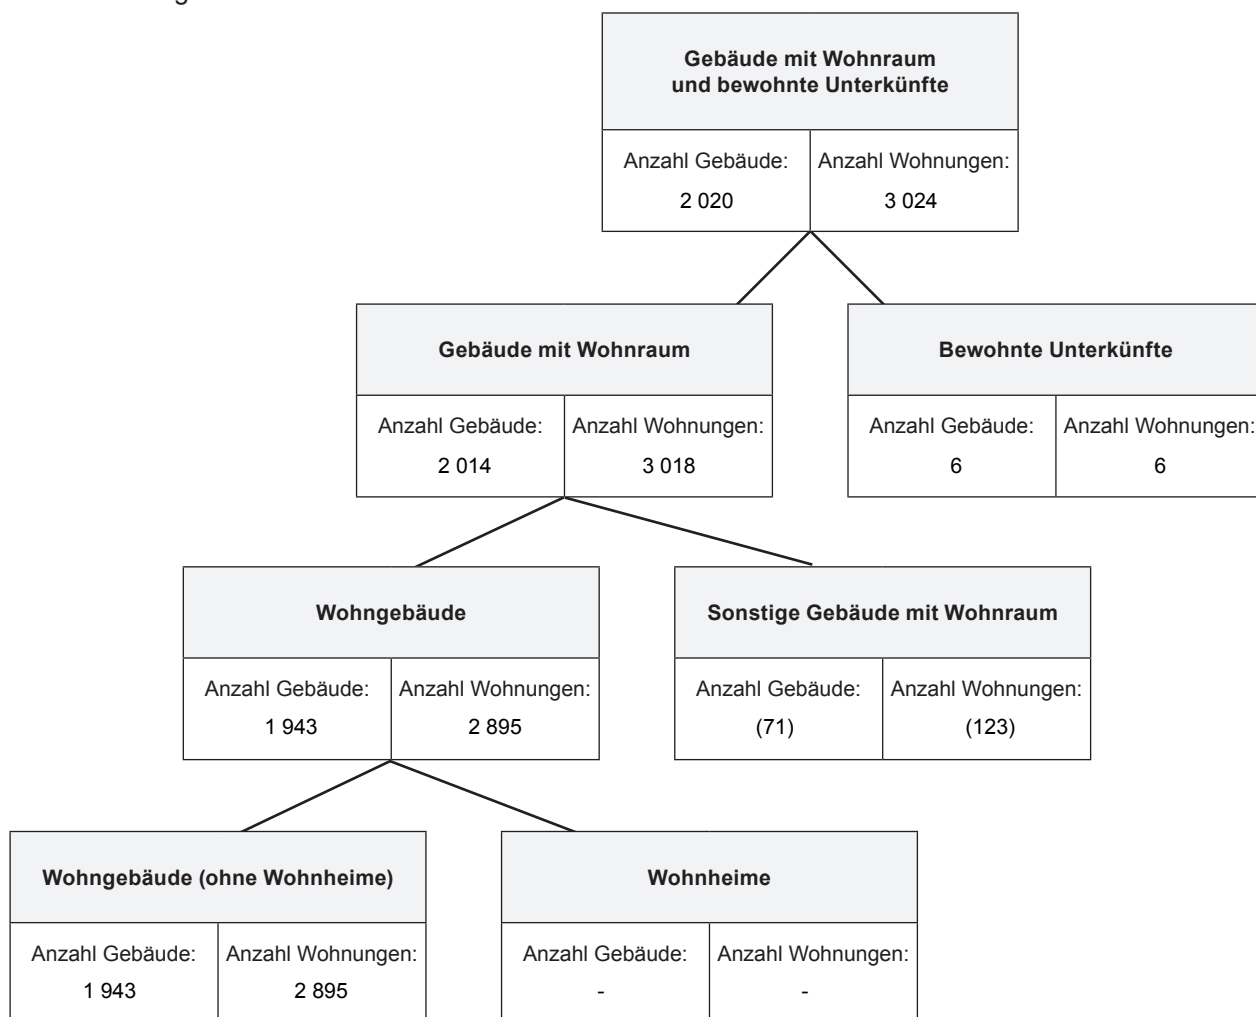 Gebäude mit Wohnraum
und bewohnte Unterkünfte
Anzahl Gebäude: Anzahl Wohnungen:
2 020 3 024
Gebäude mit Wohnraum Bewohnte Unterkünfte
Anzahl Gebäude: Anzahl Wohnungen: Anzahl Gebäude: Anzahl Wohnungen:
2 014 3 018 6 6
Wohngebäude Sonstige Gebäude mit Wohnraum
Anzahl Gebäude: Anzahl Wohnungen: Anzahl Gebäude: Anzahl Wohnungen:
1 943 2 895 (71) (123)
Wohngebäude (ohne Wohnheime) Wohnheime
Anzahl Gebäude: Anzahl Wohnungen: Anzahl Gebäude: Anzahl Wohnungen:
1 943 2 895 - -